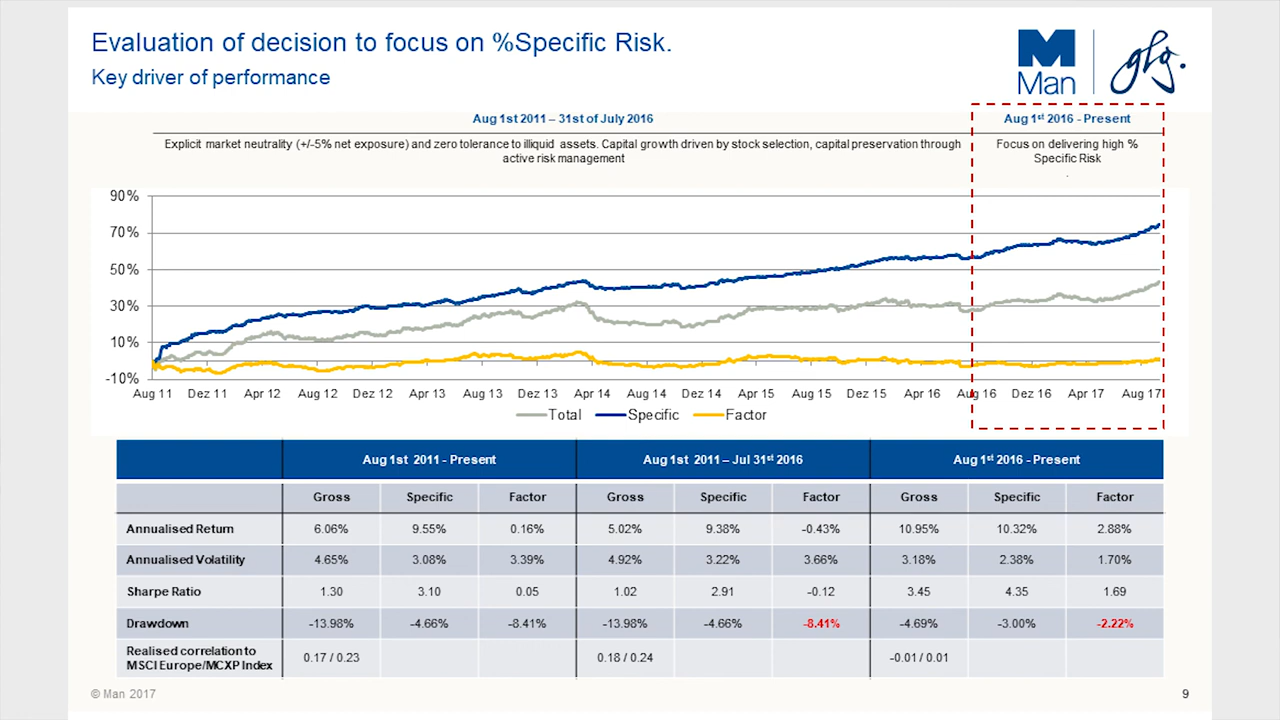 Evaluation of decision to focus on %Specific Risk.
Key driver of performance
Man
glg.
Aug 1st 2011 – 31st of July 2016
Aug 1st 2016 - Present
Explicit market neutrality (+/-5% net exposure) and zero tolerance to illiquid assets. Capital growth driven by stock selection, capital preservation through
active risk management
Focus on delivering high %
Specific Risk
.
90%
70%
50%
30%
10%
-10%
Aug 11 Dez 11 Apr 12 Aug 12 Dez 12 Apr 13 Aug 13 Dez 13 Apr 14 Aug 14 Dez 14 Apr 15 Aug 15 Dez 15 Apr 16 Aug 16 Dez 16 Apr 17 Aug 17
Total Specific Factor
Aug 1st 2011 - Present Aug 1st 2011 – Jul 31st 2016 Aug 1st 2016 - Present
Gross Specific Factor Gross Specific Factor Gross Specific Factor
Annualised Return 6.06% 9.55% 0.16% 5.02% 9.38% -0.43% 10.95% 10.32% 2.88%
Annualised Volatility 4.65% 3.08% 3.39% 4.92% 3.22% 3.66% 3.18% 2.38% 1.70%
Sharpe Ratio 1.30 3.10 0.05 1.02 2.91 -0.12 3.45 4.35 1.69
Drawdown -13.98% -4.66% -8.41% -13.98% -4.66% -8.41% -4.69% -3.00% -2.22%
Realised correlation to
MSCI Europe/MCXP Index 0.17 / 0.23 0.18 / 0.24 -0.01 / 0.01
© Man 2017
9